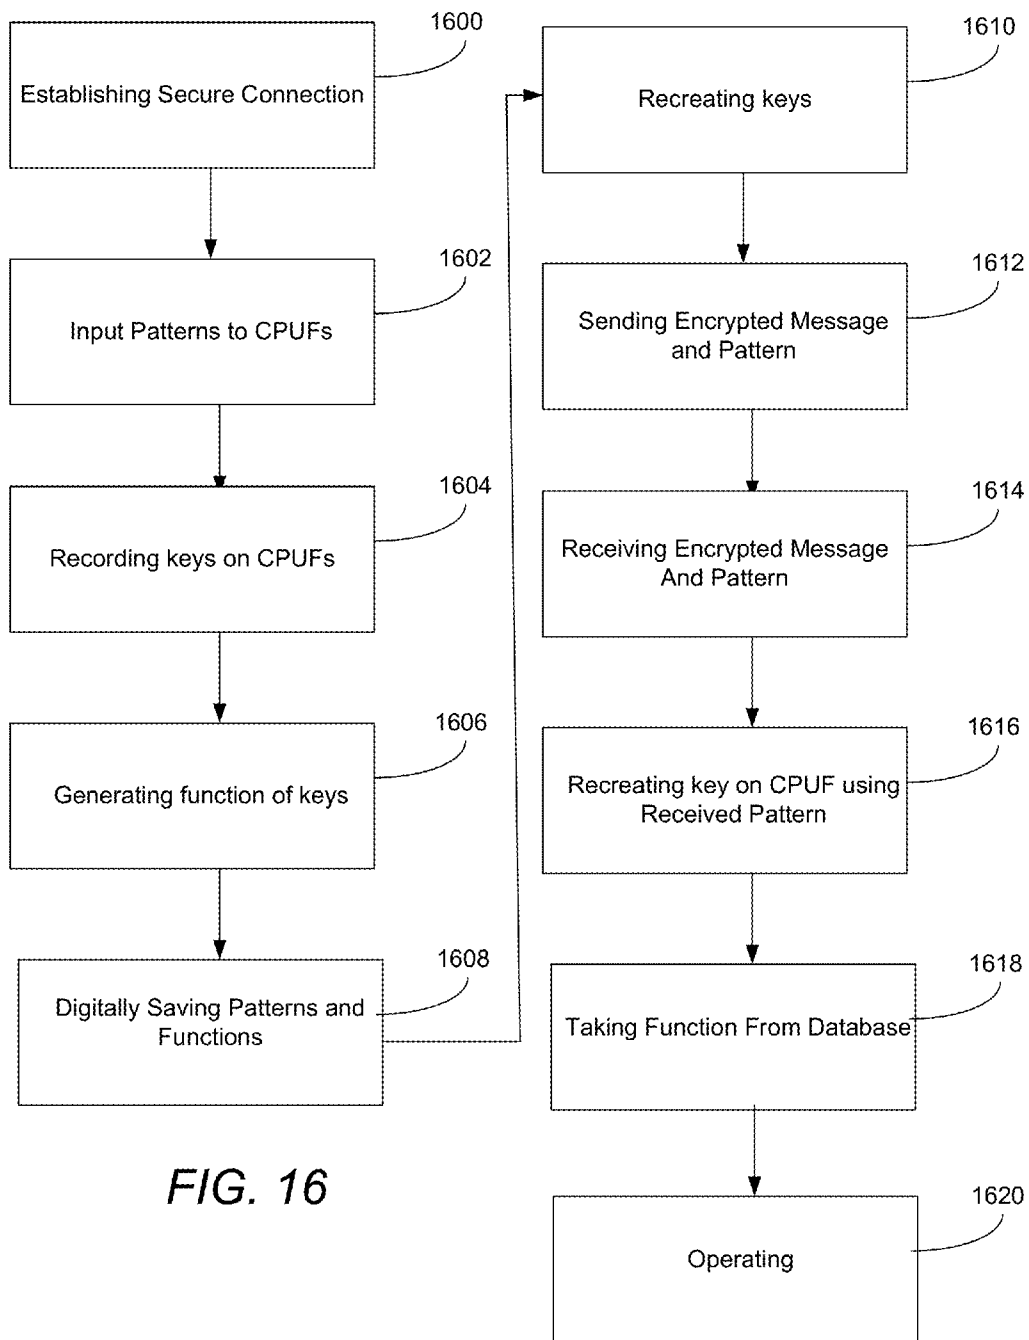 1600
Establishing Secure Connection
1602
Input Patterns to CPUFs
1604
Recording keys on CPUFs
1606
Generating function of keys
1608
Digitally Saving Patterns and
Functions
1610
Recreating keys
1612
Sending Encrypted Message
and Pattern
1614
Receiving Encrypted Message
And Pattern
1616
Recreating key on CPUF using
Received Pattern
1618
Taking Function From Database
1620
Operating
FIG. 16